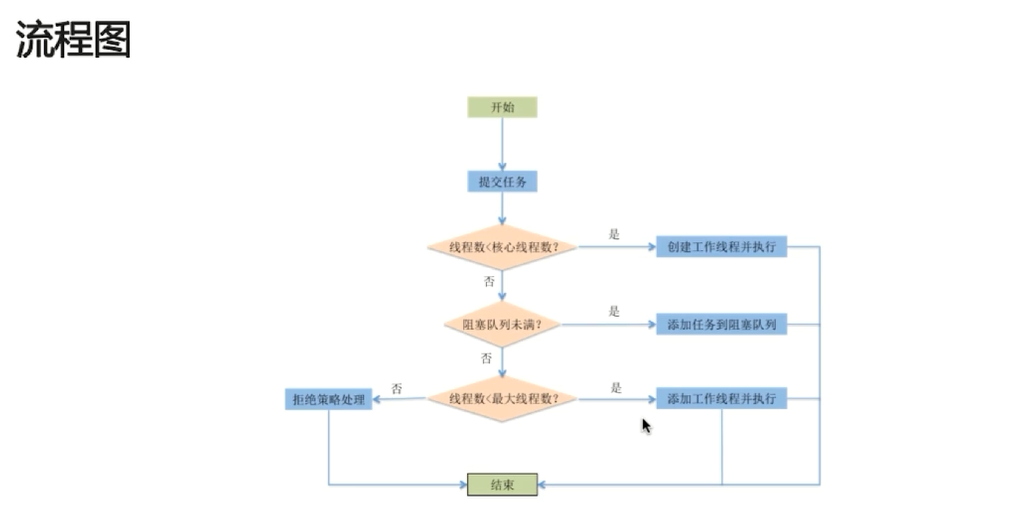 流程图
开始
提交任务
线程数<核心线程数?
是
创建工作线程并执行
否
阻塞队列未满?
是
添加任务到阻塞队列
否
线程数<最大线程数?
是
添加工作线程并执行
否
拒绝策略处理
结束